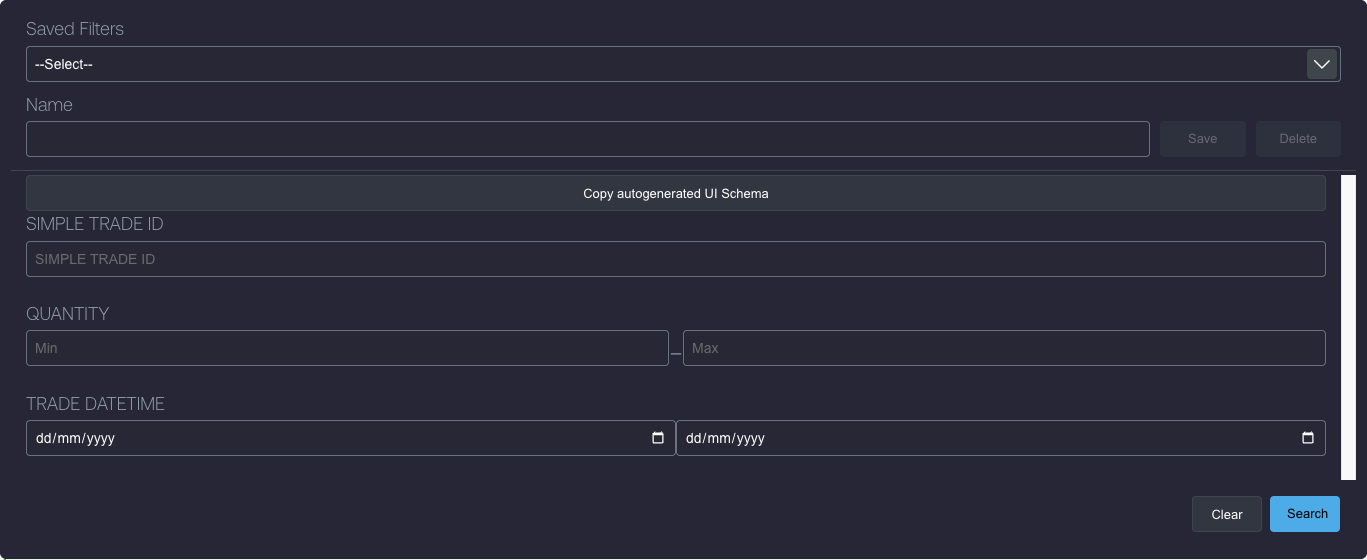 Saved Filters
--Select--
Name
Save Delete
Copy autogenerated UI Schema
SIMPLE TRADE ID
SIMPLE TRADE ID
QUANTITY
Min _ Max
TRADE DATETIME
dd/mm/yyyy dd/mm/yyyy
Clear Search